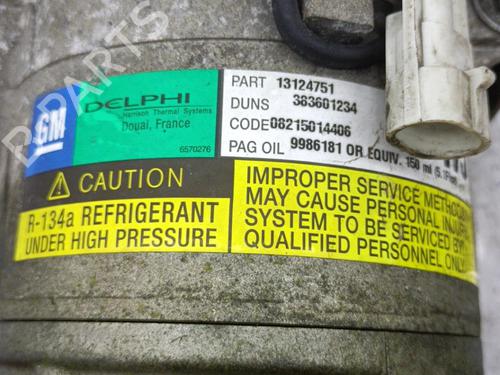 B-PARTS
GM
DELPHI
Harrison Thermal Systems
Douai, France
6570276
PART 13124751
DUNS 383601234
CODE 08215014406
PAG OIL 9986181 OR EQUIV. 150 ml
CAUTION
R-134a REFRIGERANT
UNDER HIGH PRESSURE
IMPROPER SERVICE
MAY CAUSE PERSONAL
SYSTEM TO BE SERVICED
QUALIFIED PERSONNEL ONLY